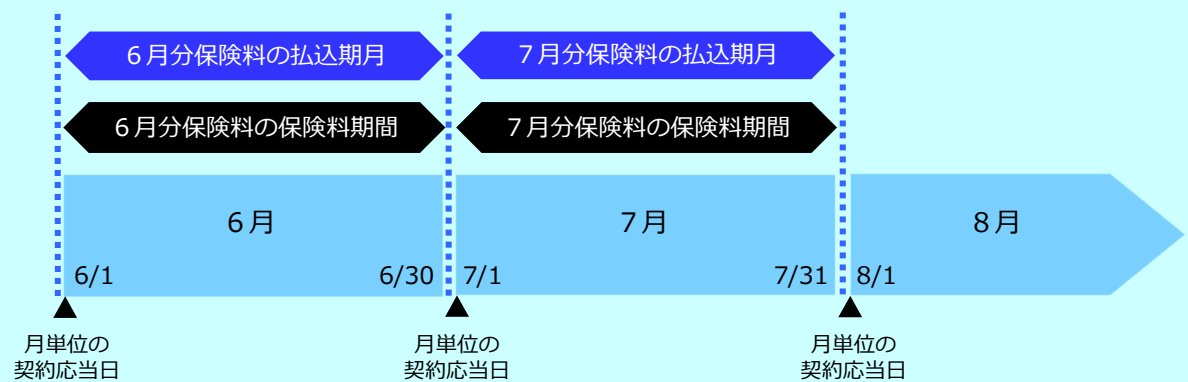 6月分保険料の払込期月
7月分保険料の払込期月
6月分保険料の保険料期間
7月分保険料の保険料期間
6月
7月
8月
6/1
6/30
7/1
7/31
8/1
▲
▲
▲
月単位の
契約応当日
月単位の
契約応当日
月単位の
契約応当日